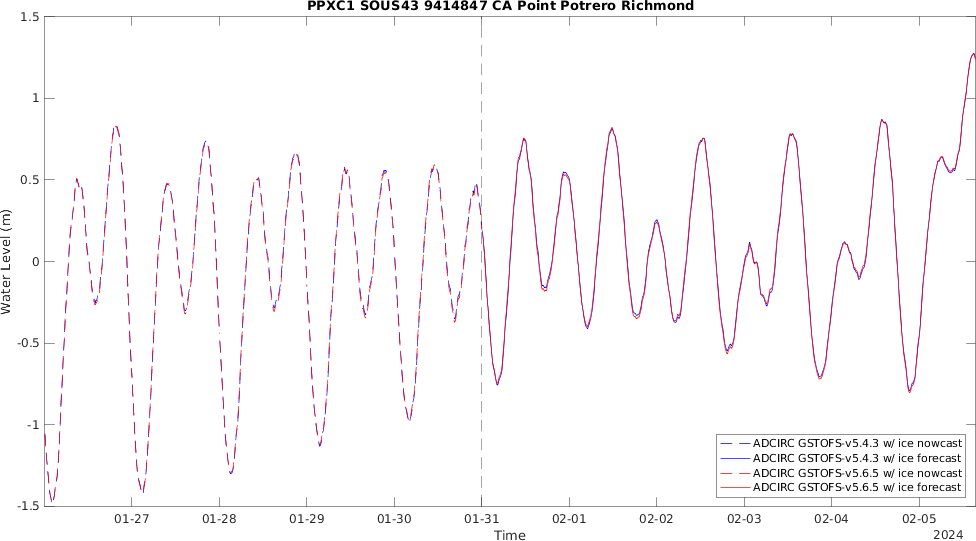 PPXC1 SOUS43 9414847 CA Point Potrero Richmond
1.5
1
0.5
0
-0.5
-1
-1.5
Water Level (m)
01-27 01-28 01-29 01-30 01-31 02-01 02-02 02-03 02-04 02-05
Time
2024
ADCIRC GSTOFS-v5.4.3 w/ ice nowcast
ADCIRC GSTOFS-v5.4.3 w/ ice forecast
ADCIRC GSTOFS-v5.6.5 w/ ice nowcast
ADCIRC GSTOFS-v5.6.5 w/ ice forecast